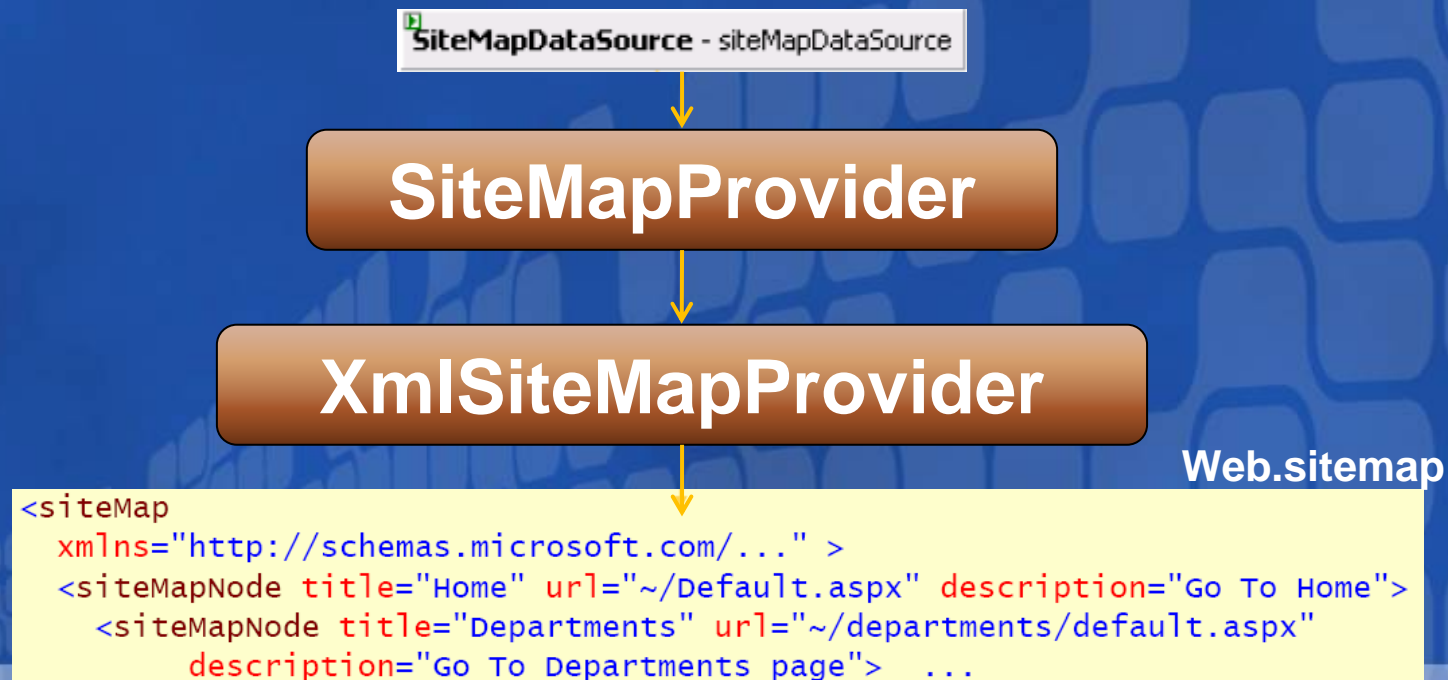 SiteMapDataSource - siteMapDataSource
SiteMapProvider
XmlSiteMapProvider
Web.sitemap
<siteMap
xmlns="http://schemas.microsoft.com/..." >
<siteMapNode title="Home" url="~/Default.aspx" description="Go To Home">
<siteMapNode title="Departments" url="~/departments/default.aspx"
description="Go To Departments page"> ...